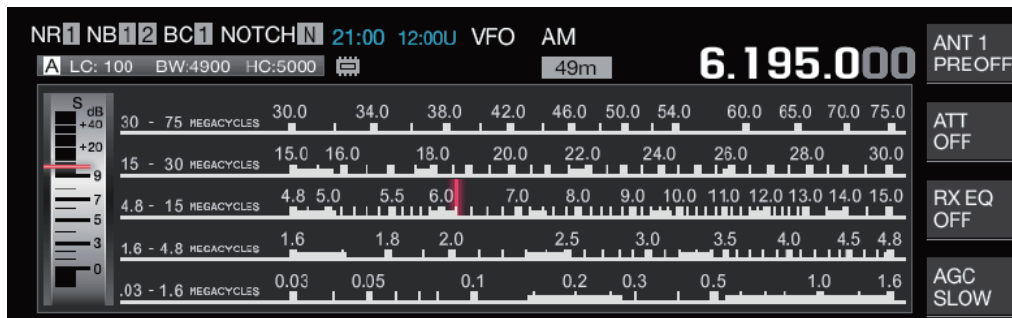 NR1 NB12 BC1 NOTCHN 21:00 12:00U VFO AM
A LC: 100 BW:4900 HC:5000 49m 6.195.000
ANT 1
PREOFF
ATT
OFF
RX EQ
OFF
AGC
SLOW
S
dB
+40
+20
9
7
5
3
0
30 - 75 MEGACYCLES 30.0 34.0 38.0 42.0 46.0 50.0 54.0 60.0 65.0 70.0 75.0
15 - 30 MEGACYCLES 15.0 16.0 18.0 20.0 22.0 24.0 26.0 28.0 30.0
4.8 - 15 MEGACYCLES 4.8 5.0 5.5 6.0 7.0 8.0 9.0 10.0 11.0 12.0 13.0 14.0 15.0
1.6 - 4.8 MEGACYCLES 1.6 1.8 2.0 2.5 3.0 3.5 4.0 4.5 4.8
.03 - 1.6 MEGACYCLES 0.03 0.05 0.1 0.2 0.3 0.5 1.0 1.6